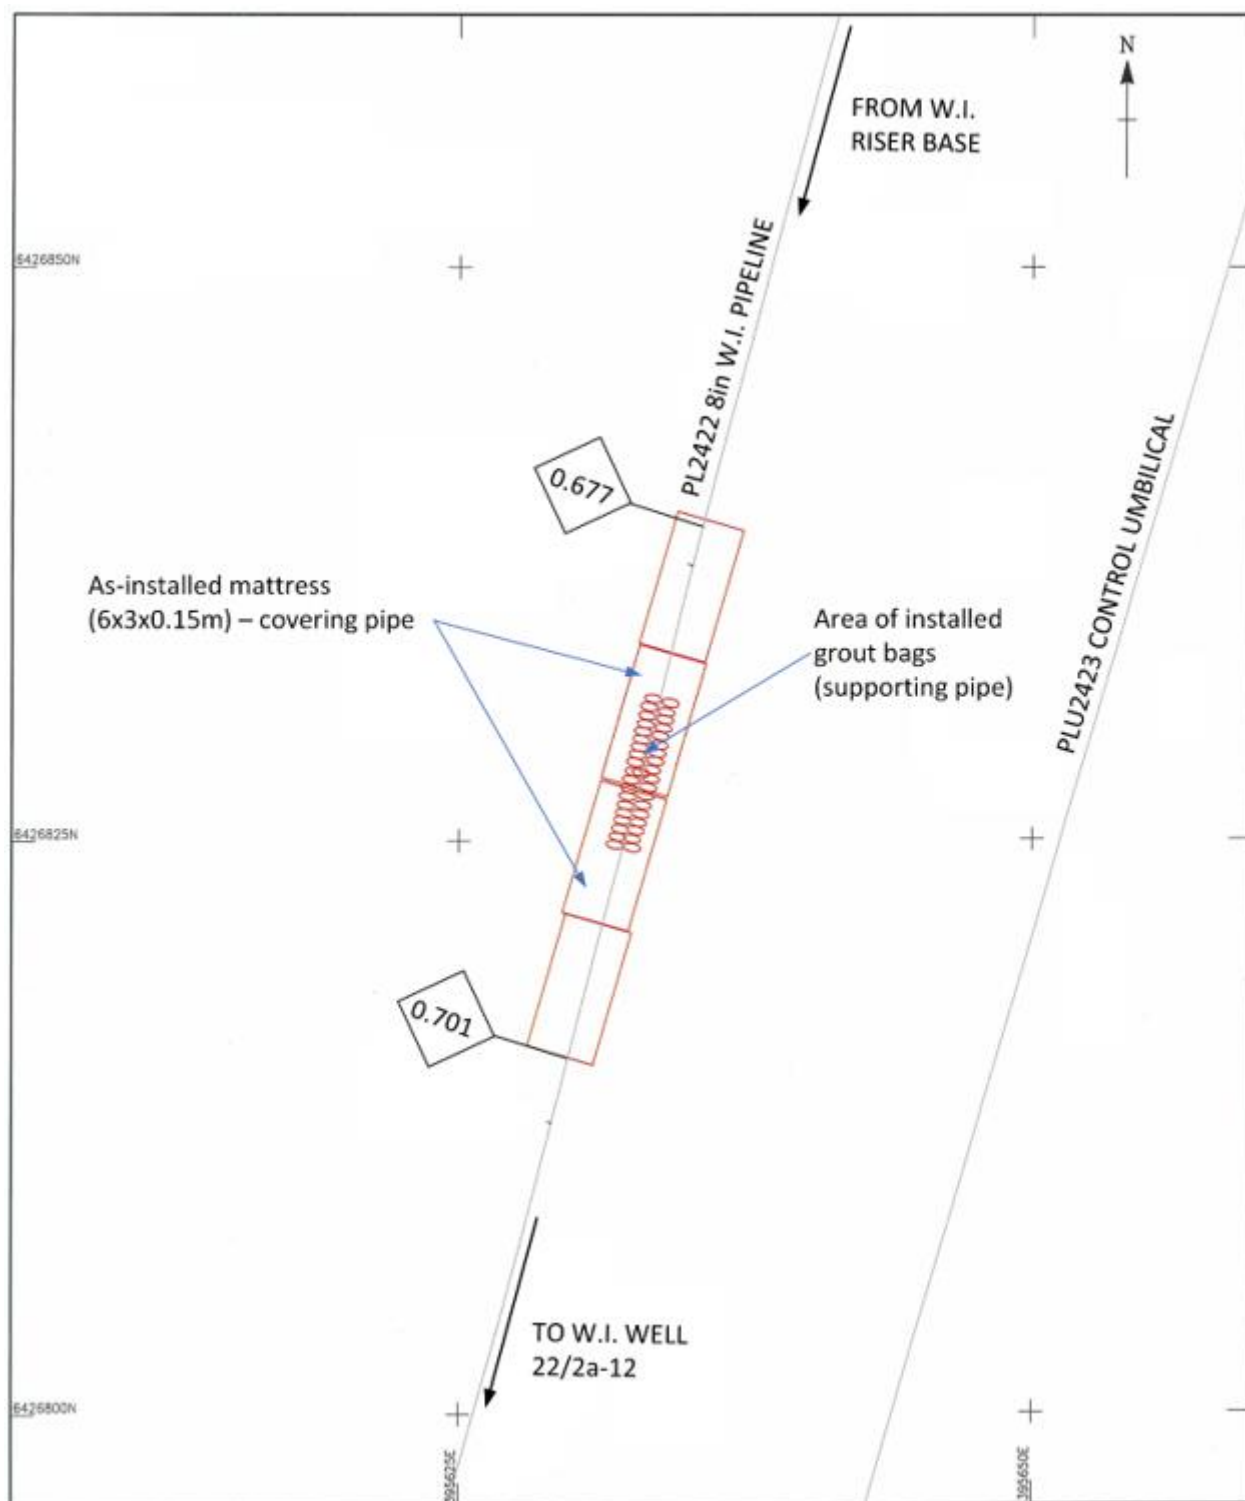 N
FROM W.I.
RISER BASE
6426850N
PL2422 8in W.I. PIPELINE
0.677
PLU2423 CONTROL UMBILICAL
As-installed mattress
(6x3x0.15m) – covering pipe
Area of installed
grout bags
(supporting pipe)
6426825N
0.701
TO W.I. WELL
22/2a-12
6426800N
395625E
395650E